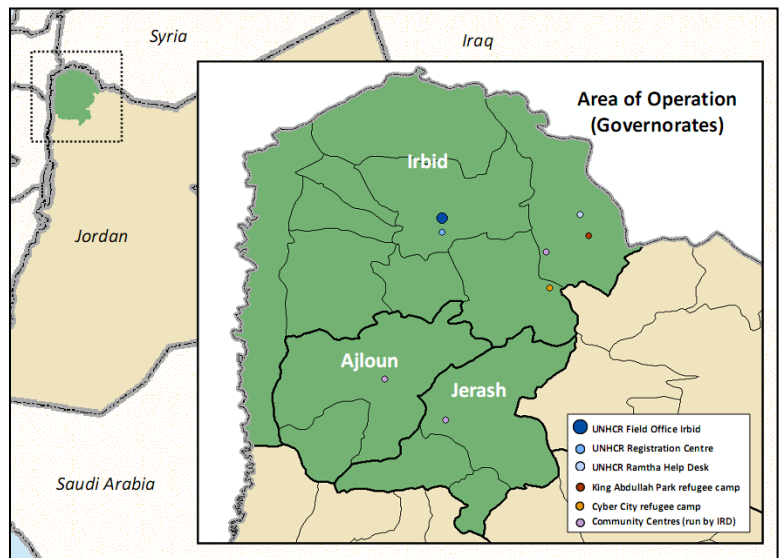 Syria
Iraq
Jordan
Saudi Arabia
Area of Operation
(Governorates)
Irbid
Ajloun
Jerash
UNHCR Field Office Irbid
UNHCR Registration Centre
UNHCR Ramtha Help Desk
King Abdullah Park refugee camp
Cyber City refugee camp
Community Centres (run by IRD)